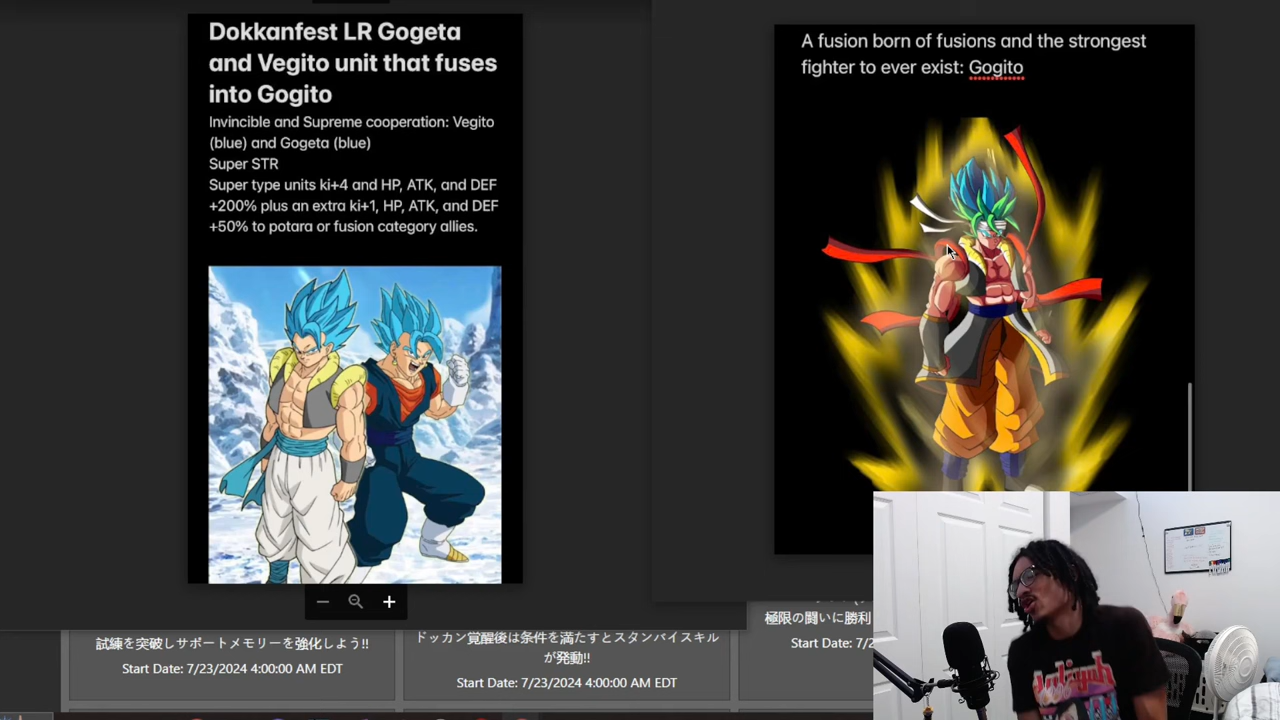 Dokkanfest LR Gogeta
and Vegito unit that fuses
into Gogito
Invincible and Supreme cooperation: Vegito
(blue) and Gogeta (blue)
Super STR
Super type units ki+4 and HP, ATK, and DEF
+200% plus an extra ki+1, HP, ATK, and DEF
+50% to potara or fusion category allies.
A fusion born of fusions and the strongest
fighter to ever exist: Gogito
試練を突破しサポートメモリーを強化しよう!!
Start Date: 7/23/2024 4:00:00 AM EDT
ドッカン覚醒後は条件を満たすとスタンバイスキル
が発動!!
Start Date: 7/23/2024 4:00:00 AM EDT
極限の闘いに勝利
Start Date: 7/2